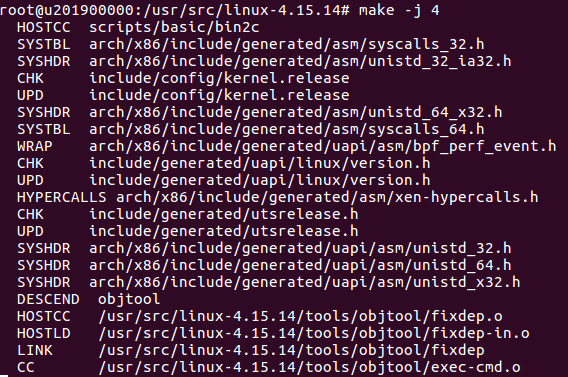 root@u201900000:/usr/src/linux-4.15.14# make -j 4
HOSTCC  scripts/basic/bin2c
SYSTBL  arch/x86/include/generated/asm/syscalls_32.h
SYSHDR  arch/x86/include/generated/asm/unistd_32_ia32.h
CHK     include/config/kernel.release
UPD     include/config/kernel.release
SYSHDR  arch/x86/include/generated/asm/unistd_64_x32.h
SYSTBL  arch/x86/include/generated/asm/syscalls_64.h
WRAP    arch/x86/include/generated/uapi/asm/bpf_perf_event.h
CHK     include/generated/uapi/linux/version.h
UPD     include/generated/uapi/linux/version.h
HYPERCALLS arch/x86/include/generated/asm/xen-hypercalls.h
CHK     include/generated/utsrelease.h
UPD     include/generated/utsrelease.h
SYSHDR  arch/x86/include/generated/uapi/asm/unistd_32.h
SYSHDR  arch/x86/include/generated/uapi/asm/unistd_64.h
SYSHDR  arch/x86/include/generated/uapi/asm/unistd_x32.h
DESCEND  objtool
HOSTCC   /usr/src/linux-4.15.14/tools/objtool/fixdep.o
HOSTLD   /usr/src/linux-4.15.14/tools/objtool/fixdep-in.o
LINK     /usr/src/linux-4.15.14/tools/objtool/fixdep
CC       /usr/src/linux-4.15.14/tools/objtool/exec-cmd.o